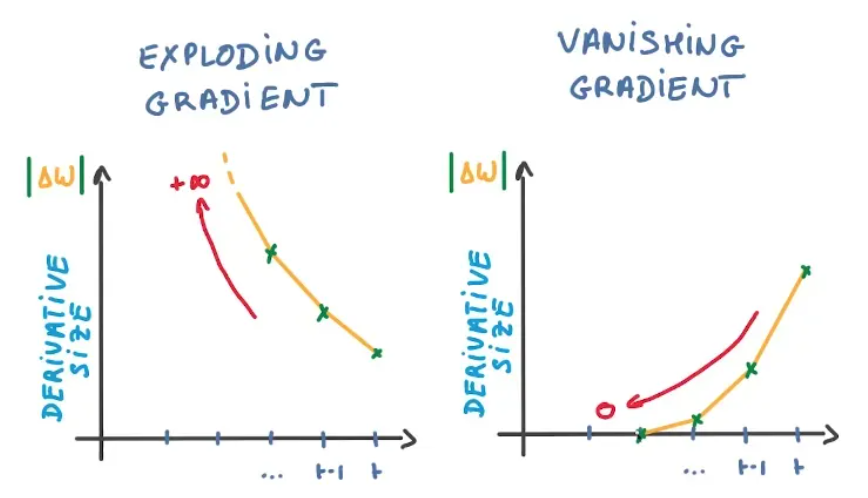 EXPLODING
GRADIENT
|ΔW|
+∞
DERIVATIVE
SIZE
... t-1 t
VANISHING
GRADIENT
|ΔW|
DERIVATIVE
SIZE
0
... t-1 t